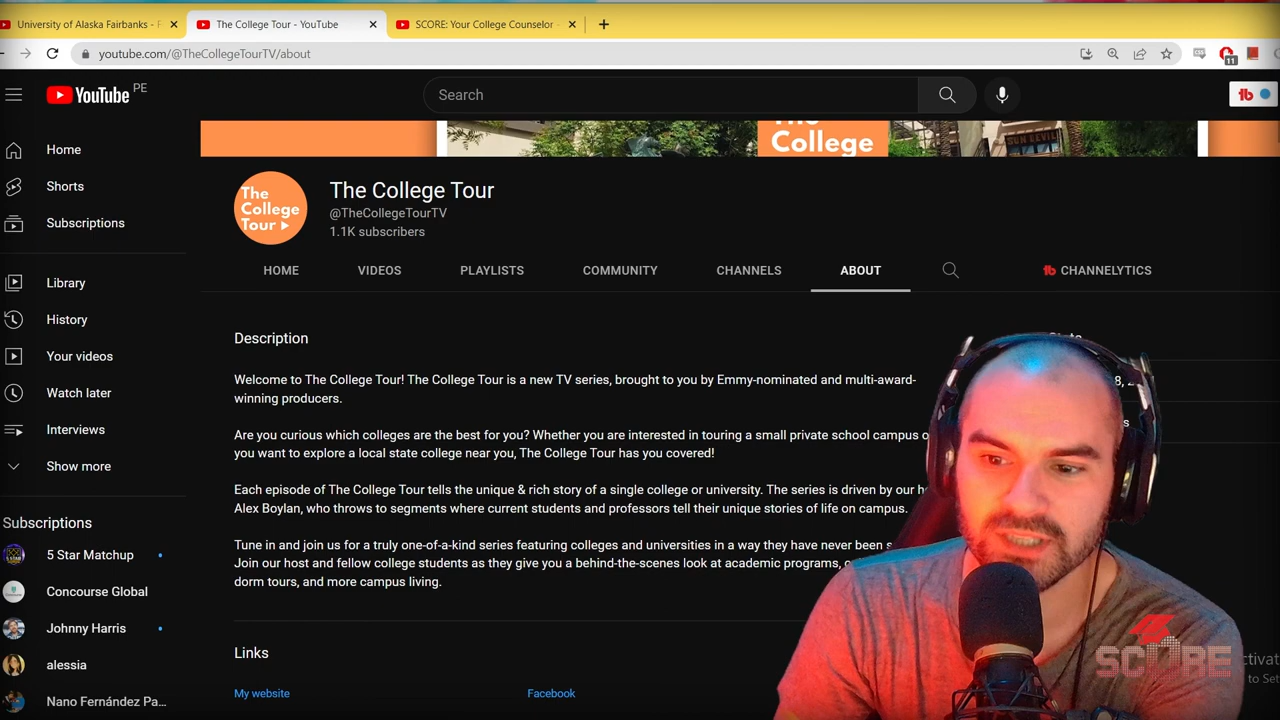 University of Alaska Fairbanks - F
The College Tour - YouTube
SCORE: Your College Counselor -
youtube.com/@TheCollegeTourTV/about
11
YouTube PE
Search
Home
Shorts
Subscriptions
Library
History
Your videos
Watch later
Interviews
Show more
Subscriptions
5 Star Matchup
Concourse Global
Johnny Harris
alessia
Nano Fernández Pa...
The
College
The
College
Tour
The College Tour
@TheCollegeTourTV
1.1K subscribers
HOME
VIDEOS
PLAYLISTS
COMMUNITY
CHANNELS
ABOUT
CHANNELYTICS
Description
Welcome to The College Tour! The College Tour is a new TV series, brought to you by Emmy-nominated and multi-award-
winning producers.
Are you curious which colleges are the best for you? Whether you are interested in touring a small private school campus o
you want to explore a local state college near you, The College Tour has you covered!
Each episode of The College Tour tells the unique & rich story of a single college or university. The series is driven by our h
Alex Boylan, who throws to segments where current students and professors tell their unique stories of life on campus.
Tune in and join us for a truly one-of-a-kind series featuring colleges and universities in a way they have never been s
Join our host and fellow college students as they give you a behind-the-scenes look at academic programs,
dorm tours, and more campus living.
Links
My website
Facebook
8, 2
s
SUN DEVIL
SCORE
ctivat
to Set